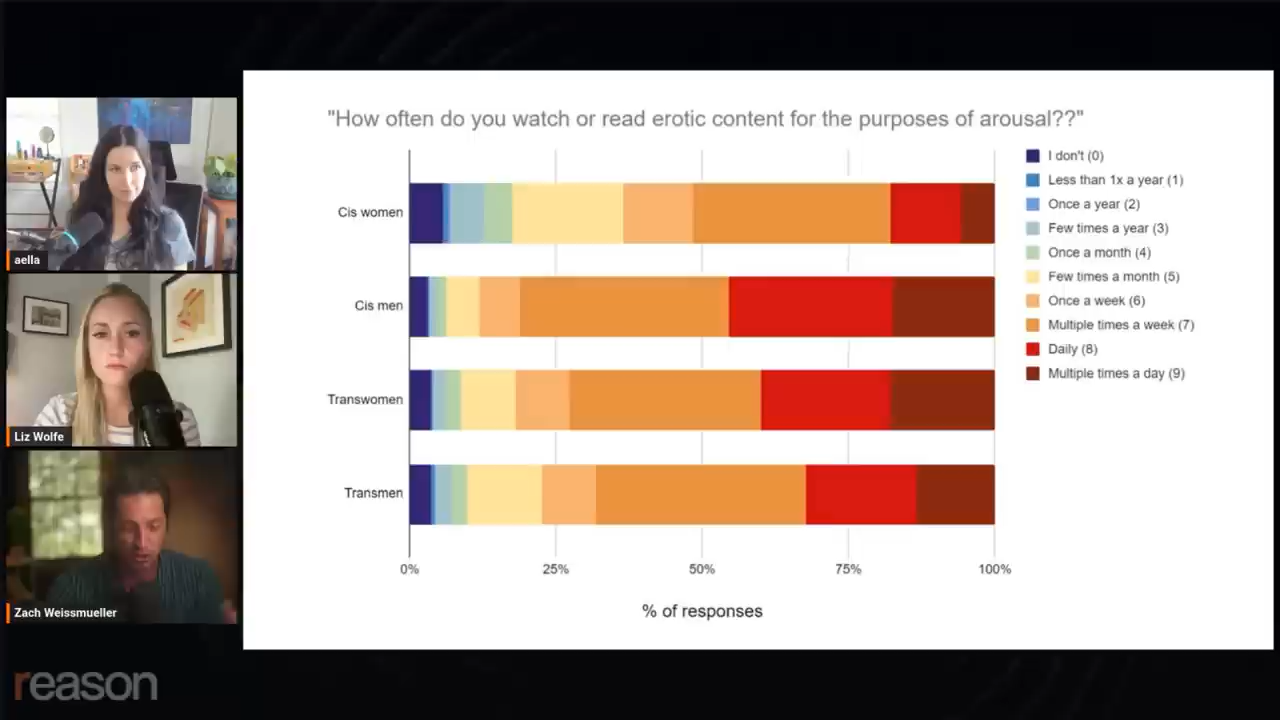 "How often do you watch or read erotic content for the purposes of arousal??"
I don't (0)
Less than 1x a year (1)
Once a year (2)
Few times a year (3)
Once a month (4)
Few times a month (5)
Once a week (6)
Multiple times a week (7)
Daily (8)
Multiple times a day (9)
Cis women
Cis men
Transwomen
Transmen
0%
25%
50%
75%
100%
% of responses
aella
Liz Wolfe
Zach Weissmueller
reason